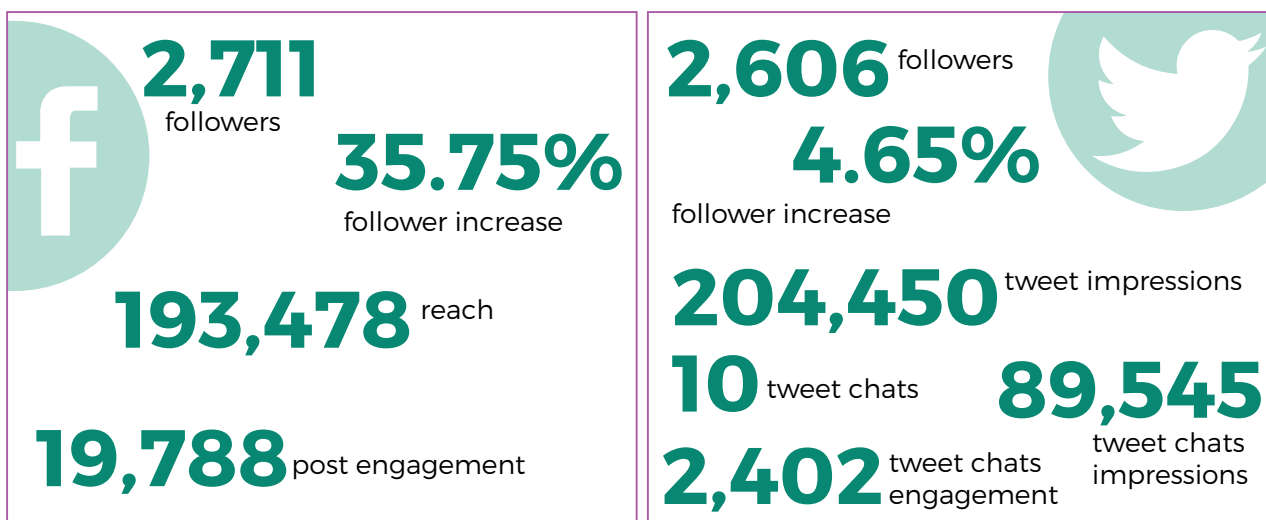 2,711
followers
35.75%
follower increase
193,478 reach
19,788 post engagement
2,606 followers
4.65%
follower increase
204,450 tweet impressions
10 tweet chats
89,545
tweet chats
impressions
2,402 tweet chats
engagement